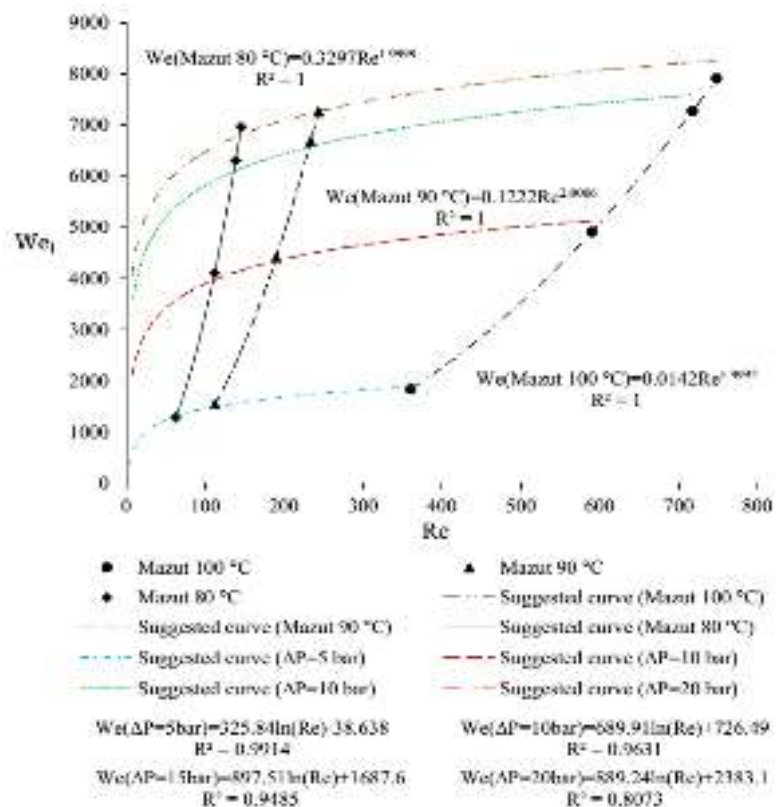 9000
8000
7000
6000
5000
4000
3000
2000
1000
0
We(Mazut 80 °C)=0.3297Re
R² = 1
We(Mazut 90 °C)=0.1222Re
R² = 1
We(Mazut 100 °C)=0.0142Re
R² = 1
Weₗ
0 100 200 300 400 500 600 700 800
Re
Mazut 100 °C
Mazut 90 °C
Mazut 80 °C
Suggested curve (Mazut 100 °C)
Suggested curve (Mazut 90 °C)
Suggested curve (Mazut 80 °C)
Suggested curve (ΔP=5 bar)
Suggested curve (ΔP=10 bar)
Suggested curve (ΔP=10 bar)
Suggested curve (ΔP=20 bar)
We(ΔP=5bar)=325.84ln(Re) 38.638
R² = 0.9914
We(ΔP=10bar)=689.91ln(Re)+726.49
R² = 0.9631
We(ΔP=15bar)=897.51ln(Re)+1687.6
R² = 0.9485
We(ΔP=20bar)=889.24ln(Re)+2383.1
R² = 0.8073